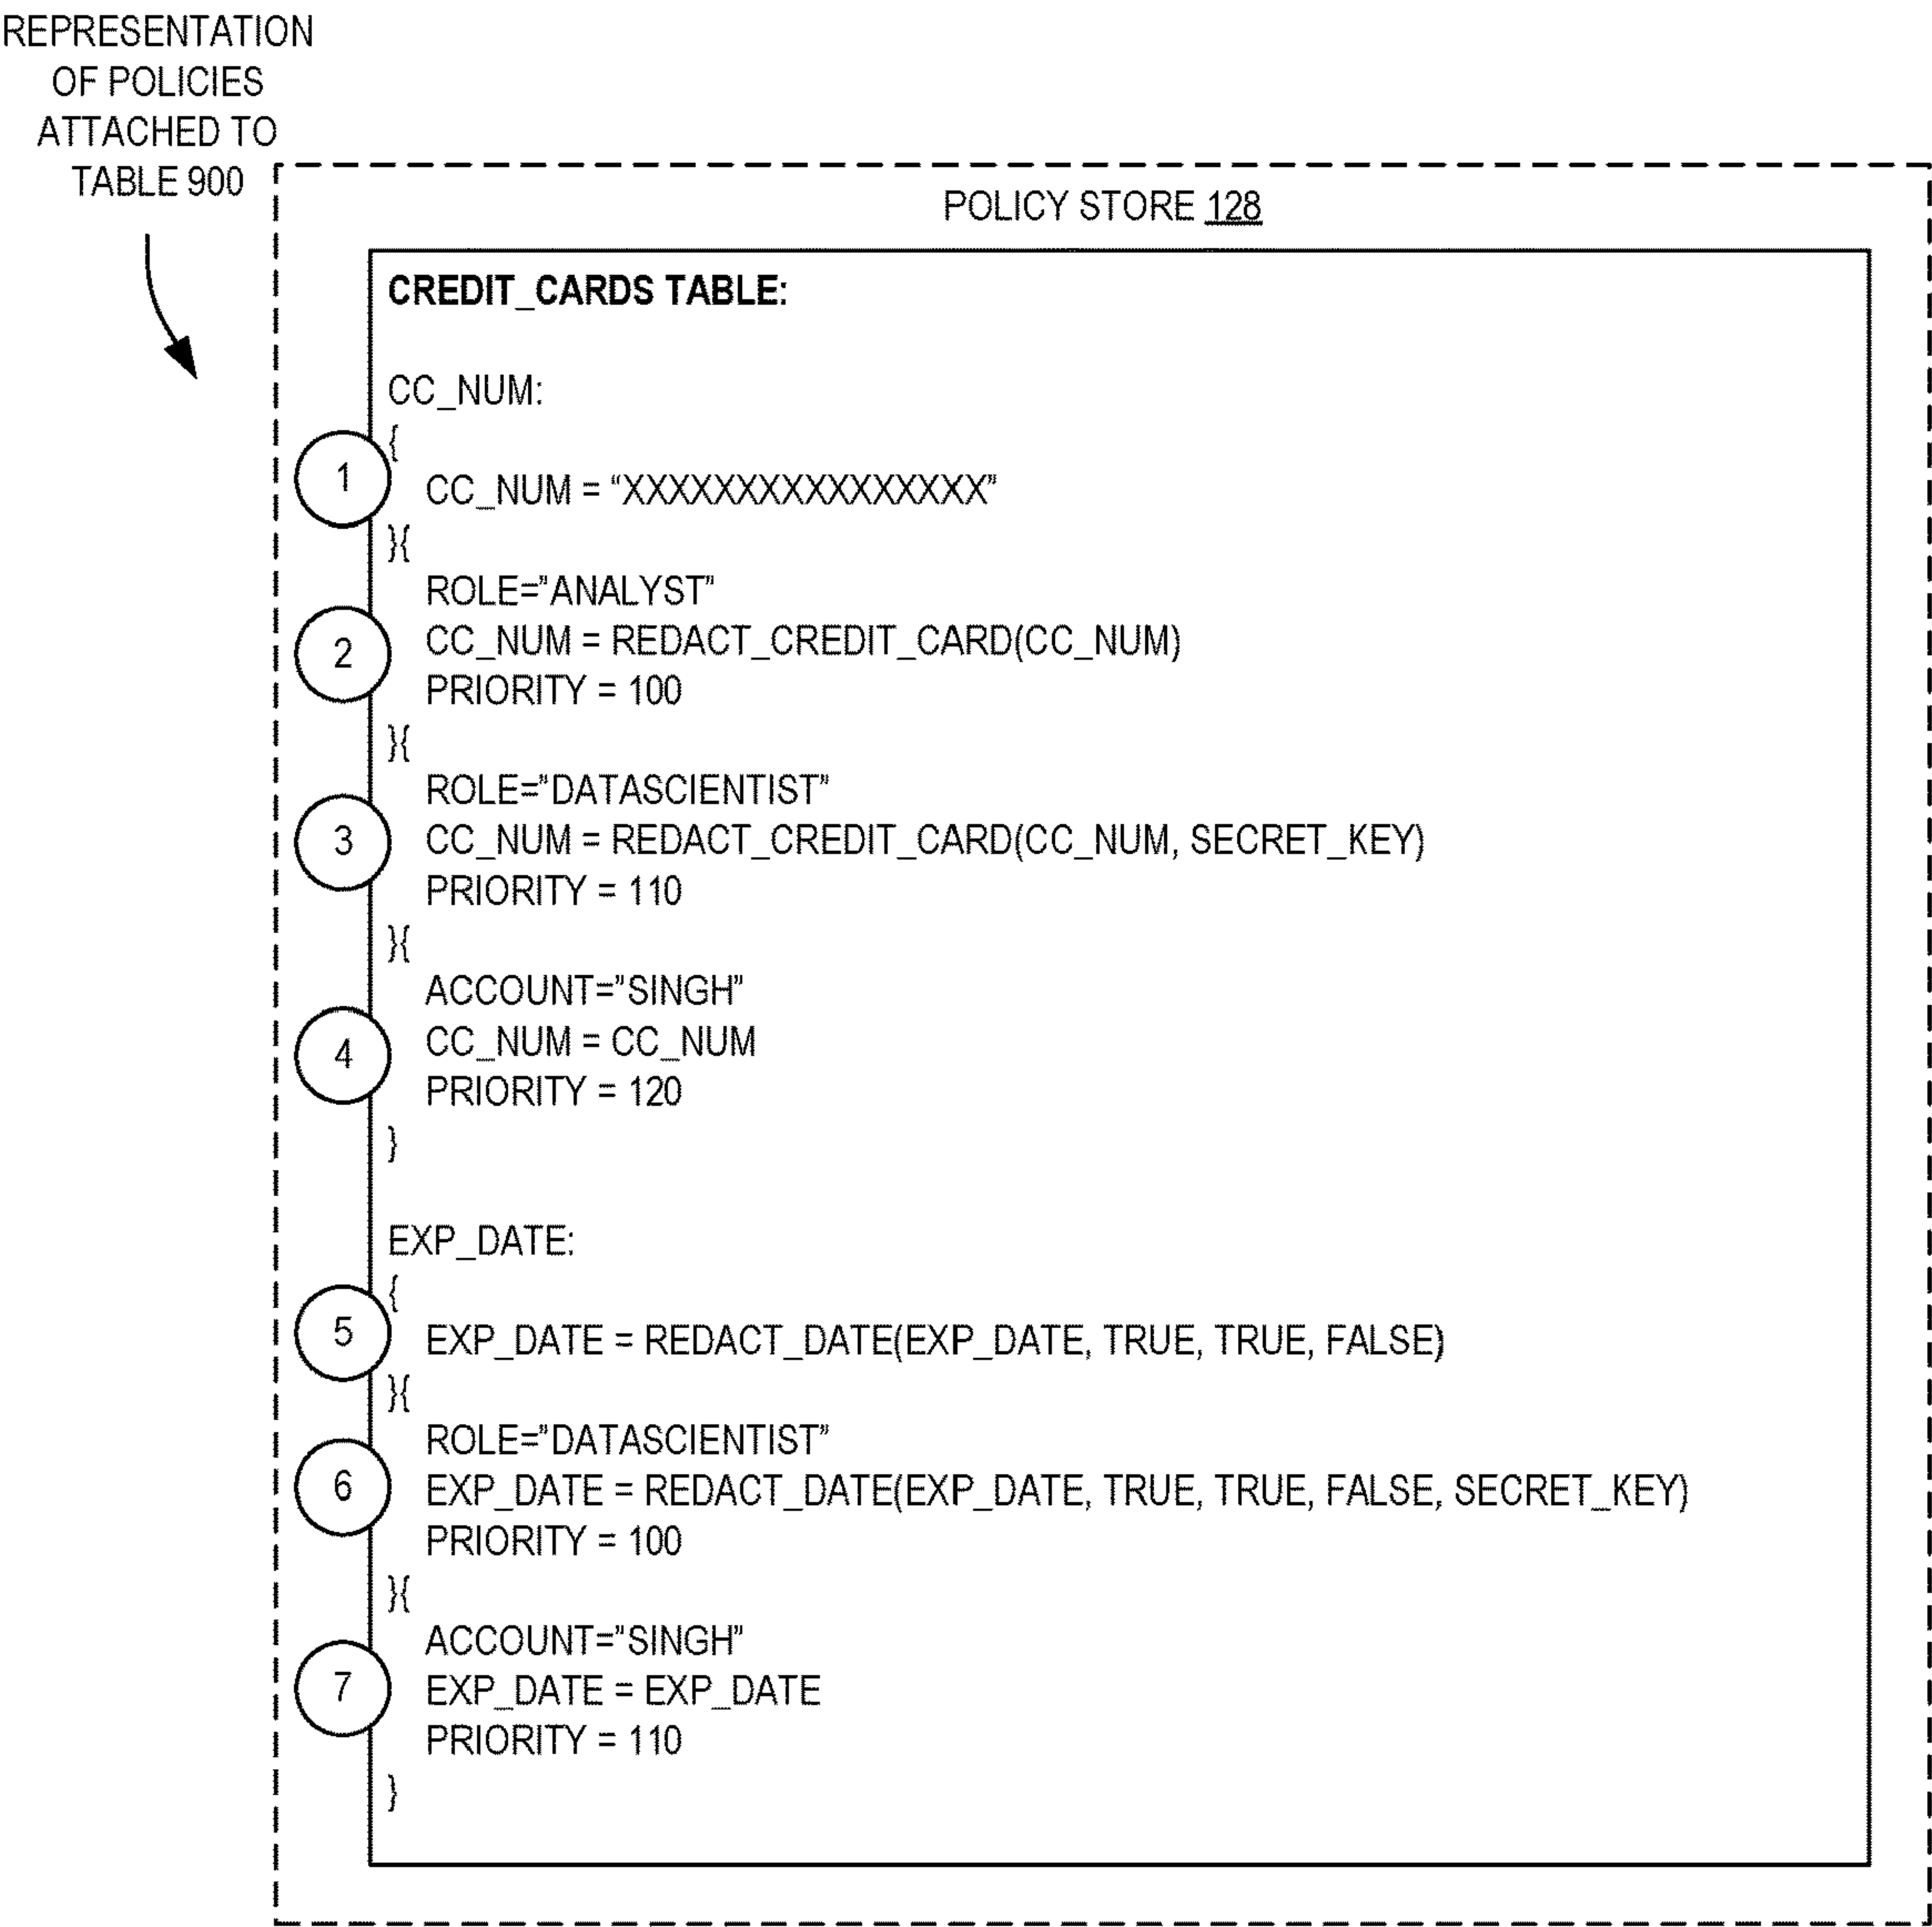 REPRESENTATION
OF POLICIES
ATTACHED TO
TABLE 900
POLICY STORE 128
CREDIT_CARDS TABLE:
CC_NUM:
{
1
CC_NUM = “XXXXXXXXXXXXXXXX”
}{
ROLE=”ANALYST”
2
CC_NUM = REDACT_CREDIT_CARD(CC_NUM)
PRIORITY = 100
}{
ROLE=”DATASCIENTIST”
3
CC_NUM = REDACT_CREDIT_CARD(CC_NUM, SECRET_KEY)
PRIORITY = 110
}{
ACCOUNT=”SINGH”
4
CC_NUM = CC_NUM
PRIORITY = 120
}
EXP_DATE:
{
5
EXP_DATE = REDACT_DATE(EXP_DATE, TRUE, TRUE, FALSE)
}{
ROLE=”DATASCIENTIST”
6
EXP_DATE = REDACT_DATE(EXP_DATE, TRUE, TRUE, FALSE, SECRET_KEY)
PRIORITY = 100
}{
ACCOUNT=”SINGH”
7
EXP_DATE = EXP_DATE
PRIORITY = 110
}